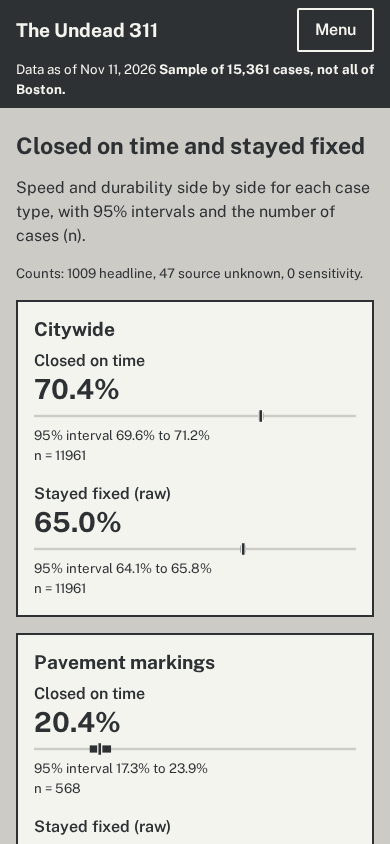 The Undead 311
Menu
Data as of Nov 11, 2026 Sample of 15,361 cases, not all of
Boston.
Closed on time and stayed fixed
Speed and durability side by side for each case
type, with 95% intervals and the number of
cases (n).
Counts: 1009 headline, 47 source unknown, 0 sensitivity.
Citywide
Closed on time
70.4%
95% interval 69.6% to 71.2%
n = 11961
Stayed fixed (raw)
65.0%
95% interval 64.1% to 65.8%
n = 11961
Pavement markings
Closed on time
20.4%
95% interval 17.3% to 23.9%
n = 568
Stayed fixed (raw)